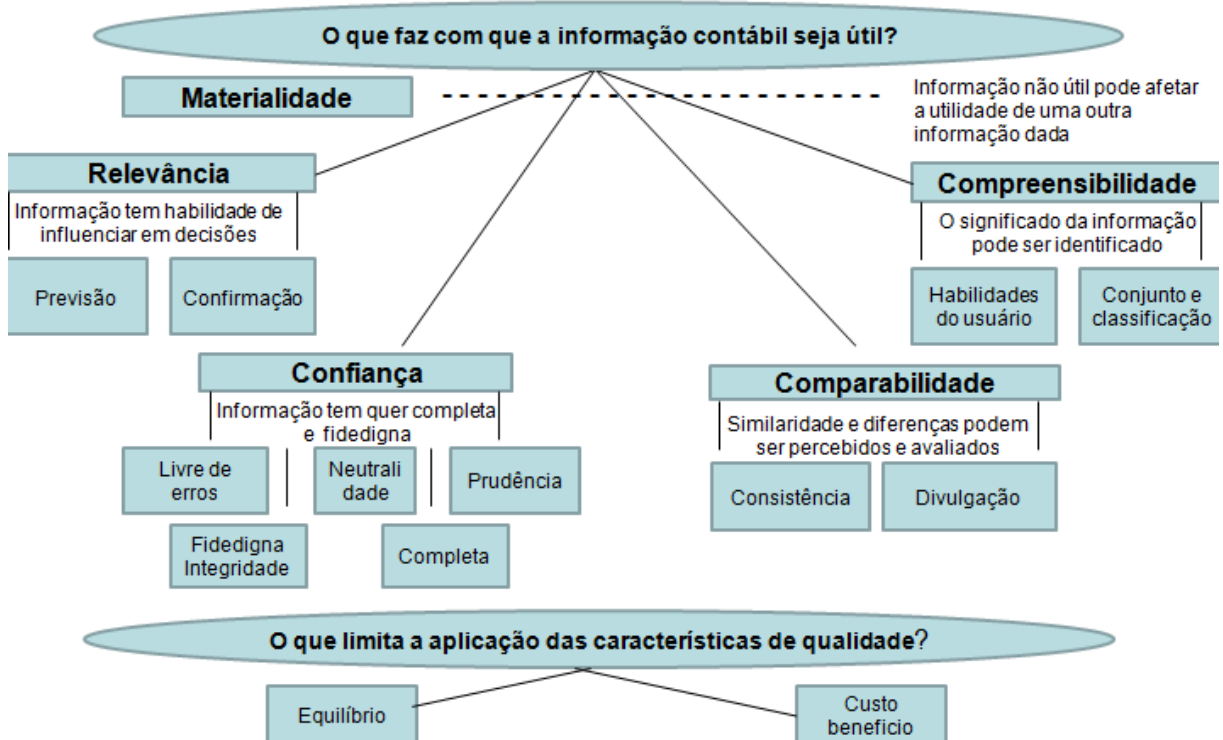 O que faz com que a informação contábil seja útil?
Materialidade
Informação não útil pode afetar
a utilidade de uma outra
informação dada
Relevância
Informação tem habilidade de
influenciar em decisões
Previsão
Confirmação
Compreensibilidade
O significado da informação
pode ser identificado
Habilidades
do usuário
Conjunto e
classificação
Confiança
Informação tem quer completa
e fidedigna
Livre de
erros
Neutrali
dade
Prudência
Fidedigna
Integridade
Completa
Comparabilidade
Similaridade e diferenças podem
ser percebidos e avaliados
Consistência
Divulgação
O que limita a aplicação das características de qualidade?
Equilíbrio
Custo
beneficio